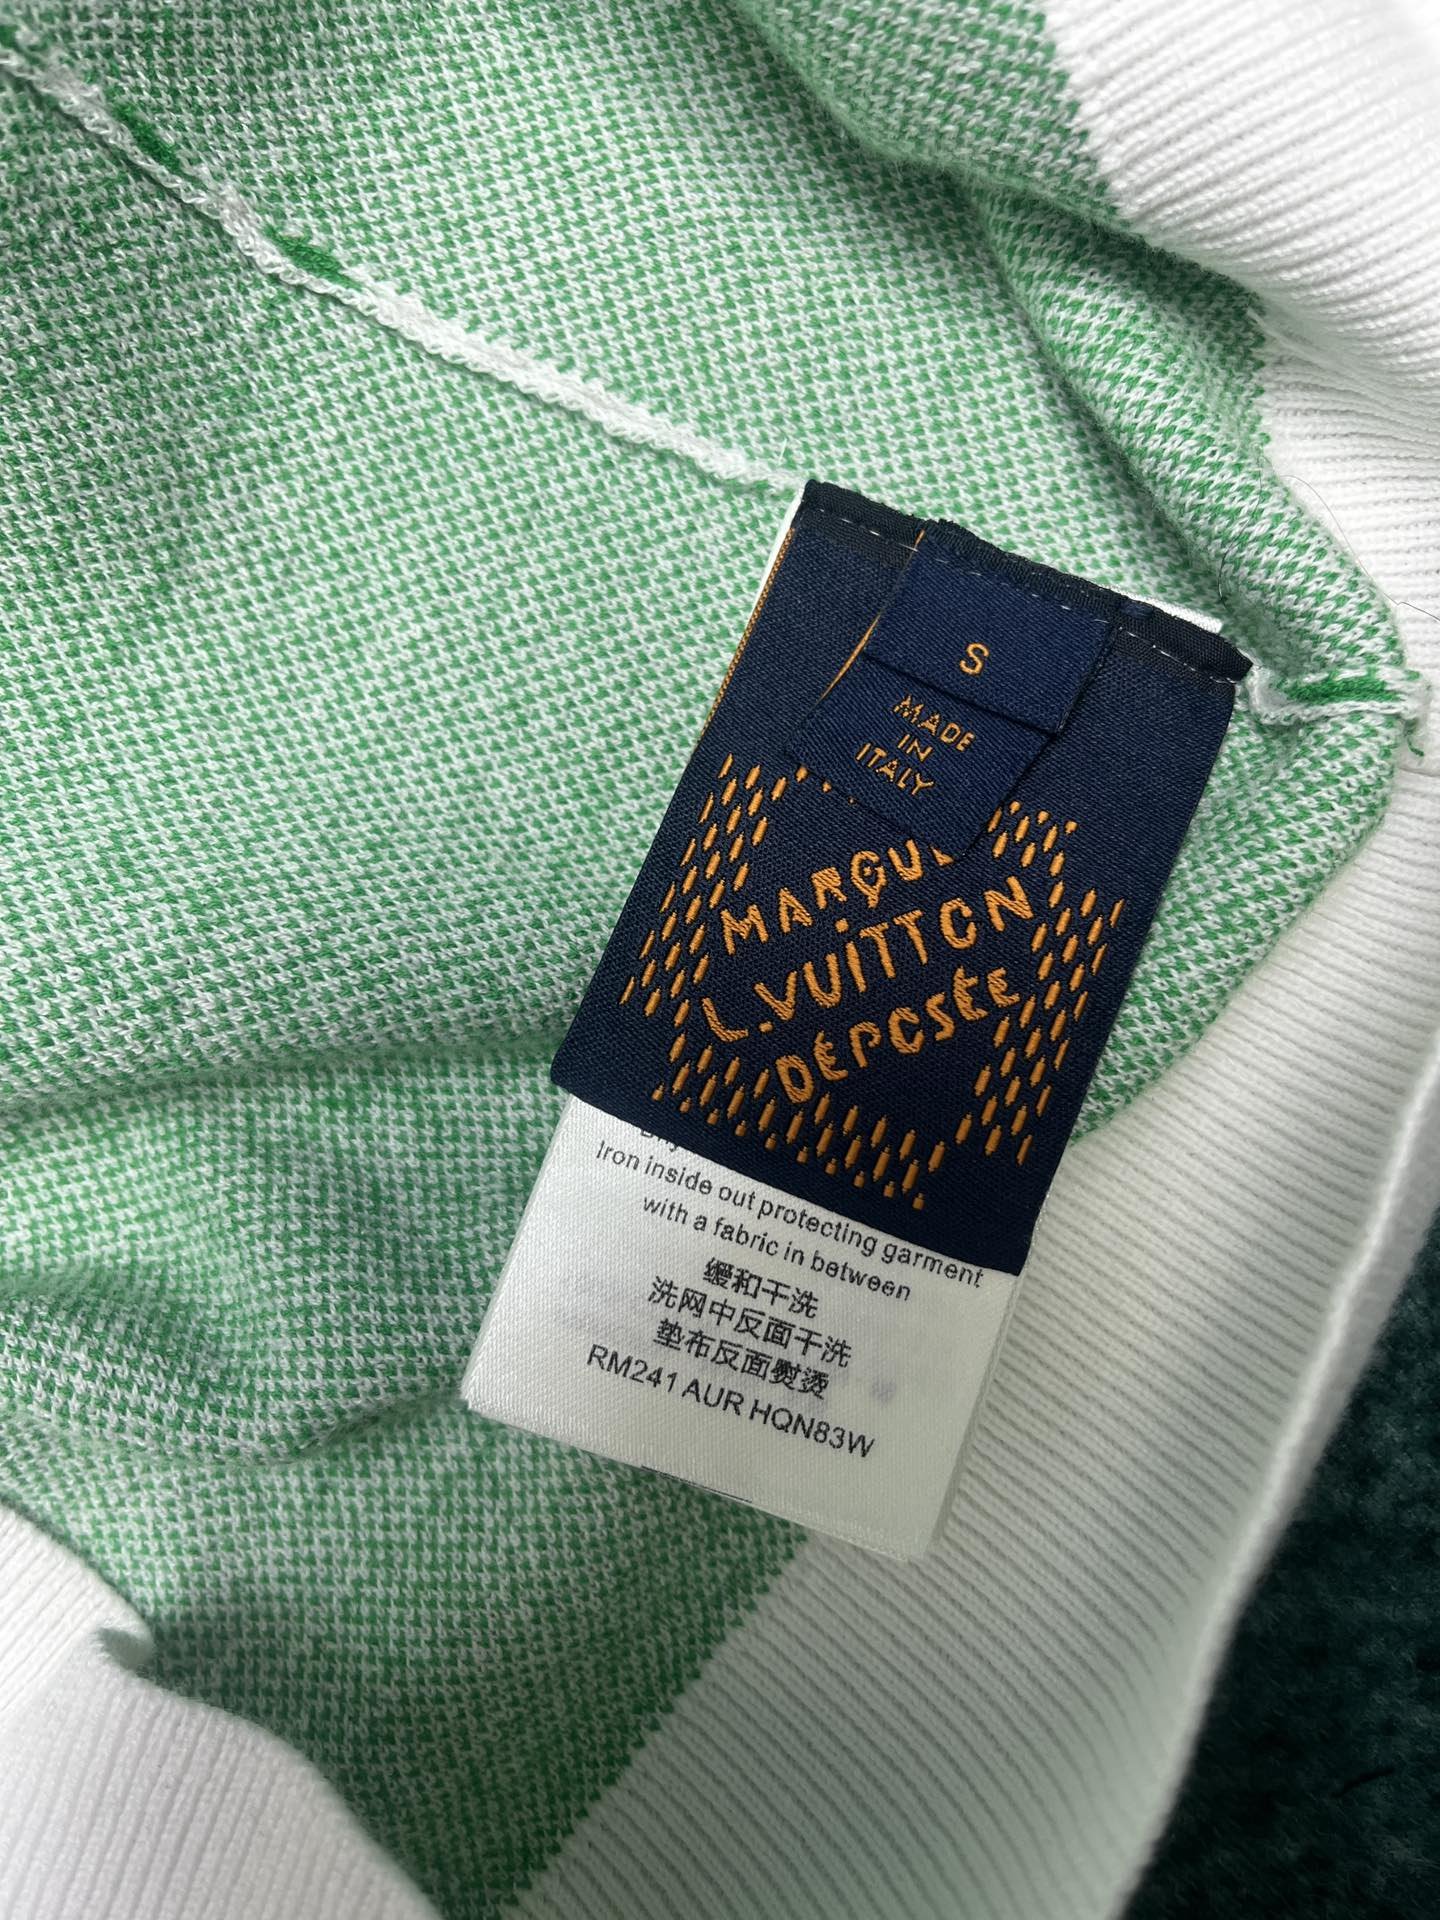 S
MADE
IN
ITALY
L.VUITTON
DÉPOSÉE
Iron inside out protecting garment
with a fabric in between
缓和干洗
洗网中反面干洗
垫布反面熨烫
RM241 AUR HQN83W